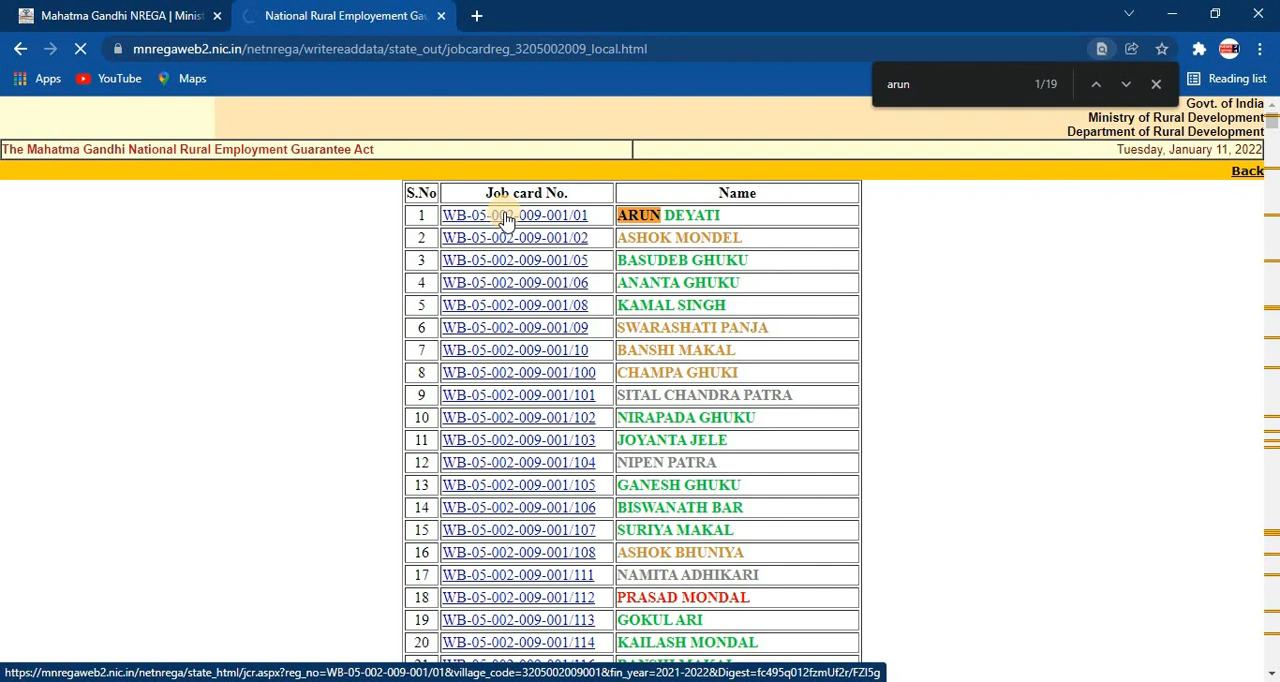 Mahatma Gandhi NREGA | Minist
National Rural Employement Gau
mnregaweb2.nic.in/netnrega/writereaddata/state_out/jobcardreg_3205002009_local.html
Apps YouTube Maps
arun 1/19
Reading list
Govt. of India
Ministry of Rural Development
Department of Rural Development
The Mahatma Gandhi National Rural Employment Guarantee Act Tuesday, January 11, 2022
Back
S.No Job card No. Name
1 WB-05-002-009-001/01 ARUN DEYATI
2 WB-05-002-009-001/02 ASHOK MONDEL
3 WB-05-002-009-001/05 BASUDEB GHUKU
4 WB-05-002-009-001/06 ANANTA GHUKU
5 WB-05-002-009-001/08 KAMAL SINGH
6 WB-05-002-009-001/09 SWARASHATI PANJA
7 WB-05-002-009-001/10 BANSHI MAKAL
8 WB-05-002-009-001/100 CHAMPA GHUKI
9 WB-05-002-009-001/101 SITAL CHANDRA PATRA
10 WB-05-002-009-001/102 NIRAPADA GHUKU
11 WB-05-002-009-001/103 JOYANTA JELE
12 WB-05-002-009-001/104 NIPEN PATRA
13 WB-05-002-009-001/105 GANESH GHUKU
14 WB-05-002-009-001/106 BISWANATH BAR
15 WB-05-002-009-001/107 SURIYA MAKAL
16 WB-05-002-009-001/108 ASHOK BHUNIYA
17 WB-05-002-009-001/111 NAMITA ADHIKARI
18 WB-05-002-009-001/112 PRASAD MONDAL
19 WB-05-002-009-001/113 GOKUL ARI
20 WB-05-002-009-001/114 KAILASH MONDAL
https://mnregaweb2.nic.in/netnrega/state_html/jcr.aspx?reg_no=WB-05-002-009-001/01&village_code=3205002009001&fin_year=2021-2022&Digest=fc495q012fzmUf2r/FZI5g